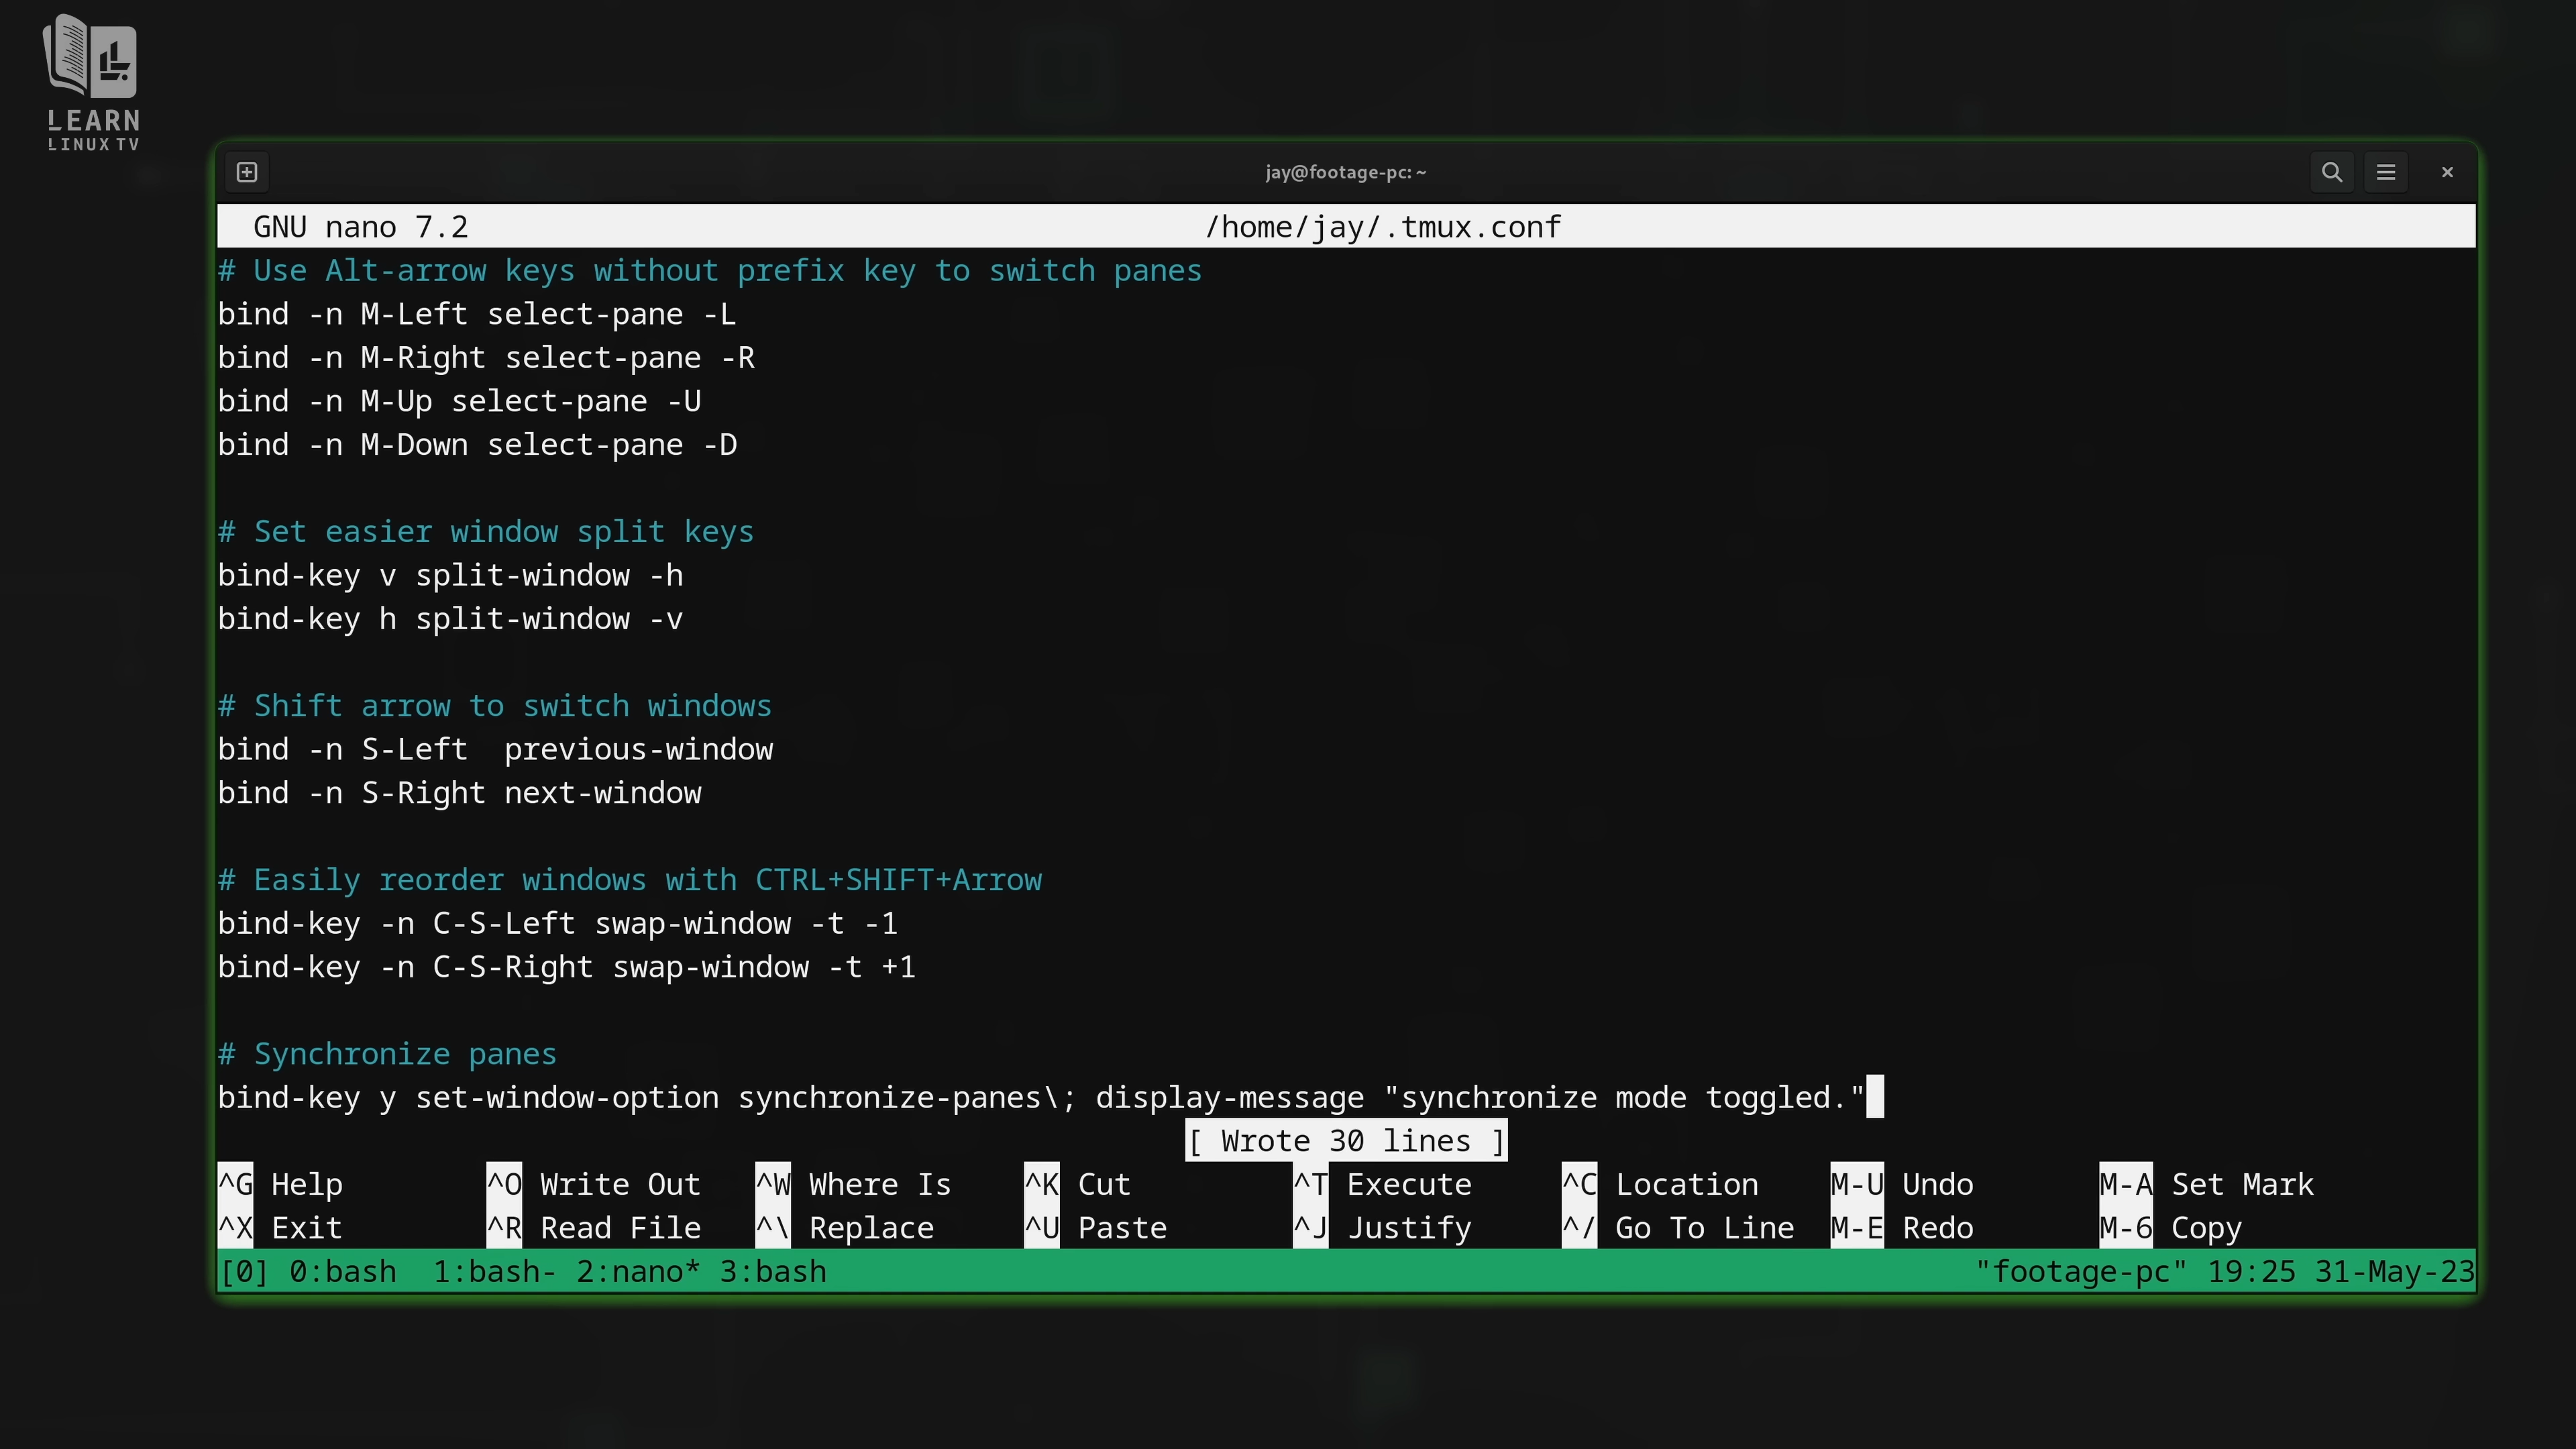 LEARN
LINUX TV
jay@footage-pc: ~
GNU nano 7.2 /home/jay/.tmux.conf
# Use Alt-arrow keys without prefix key to switch panes
bind -n M-Left select-pane -L
bind -n M-Right select-pane -R
bind -n M-Up select-pane -U
bind -n M-Down select-pane -D
# Set easier window split keys
bind-key v split-window -h
bind-key h split-window -v
# Shift arrow to switch windows
bind -n S-Left  previous-window
bind -n S-Right next-window
# Easily reorder windows with CTRL+SHIFT+Arrow
bind-key -n C-S-Left swap-window -t -1
bind-key -n C-S-Right swap-window -t +1
# Synchronize panes
bind-key y set-window-option synchronize-panes\; display-message "synchronize mode toggled."
[ Wrote 30 lines ]
^G Help ^O Write Out ^W Where Is ^K Cut ^T Execute ^C Location M-U Undo M-A Set Mark
^X Exit ^R Read File ^\ Replace ^U Paste ^J Justify ^/ Go To Line M-E Redo M-6 Copy
[0] 0:bash  1:bash- 2:nano* 3:bash "footage-pc" 19:25 31-May-23